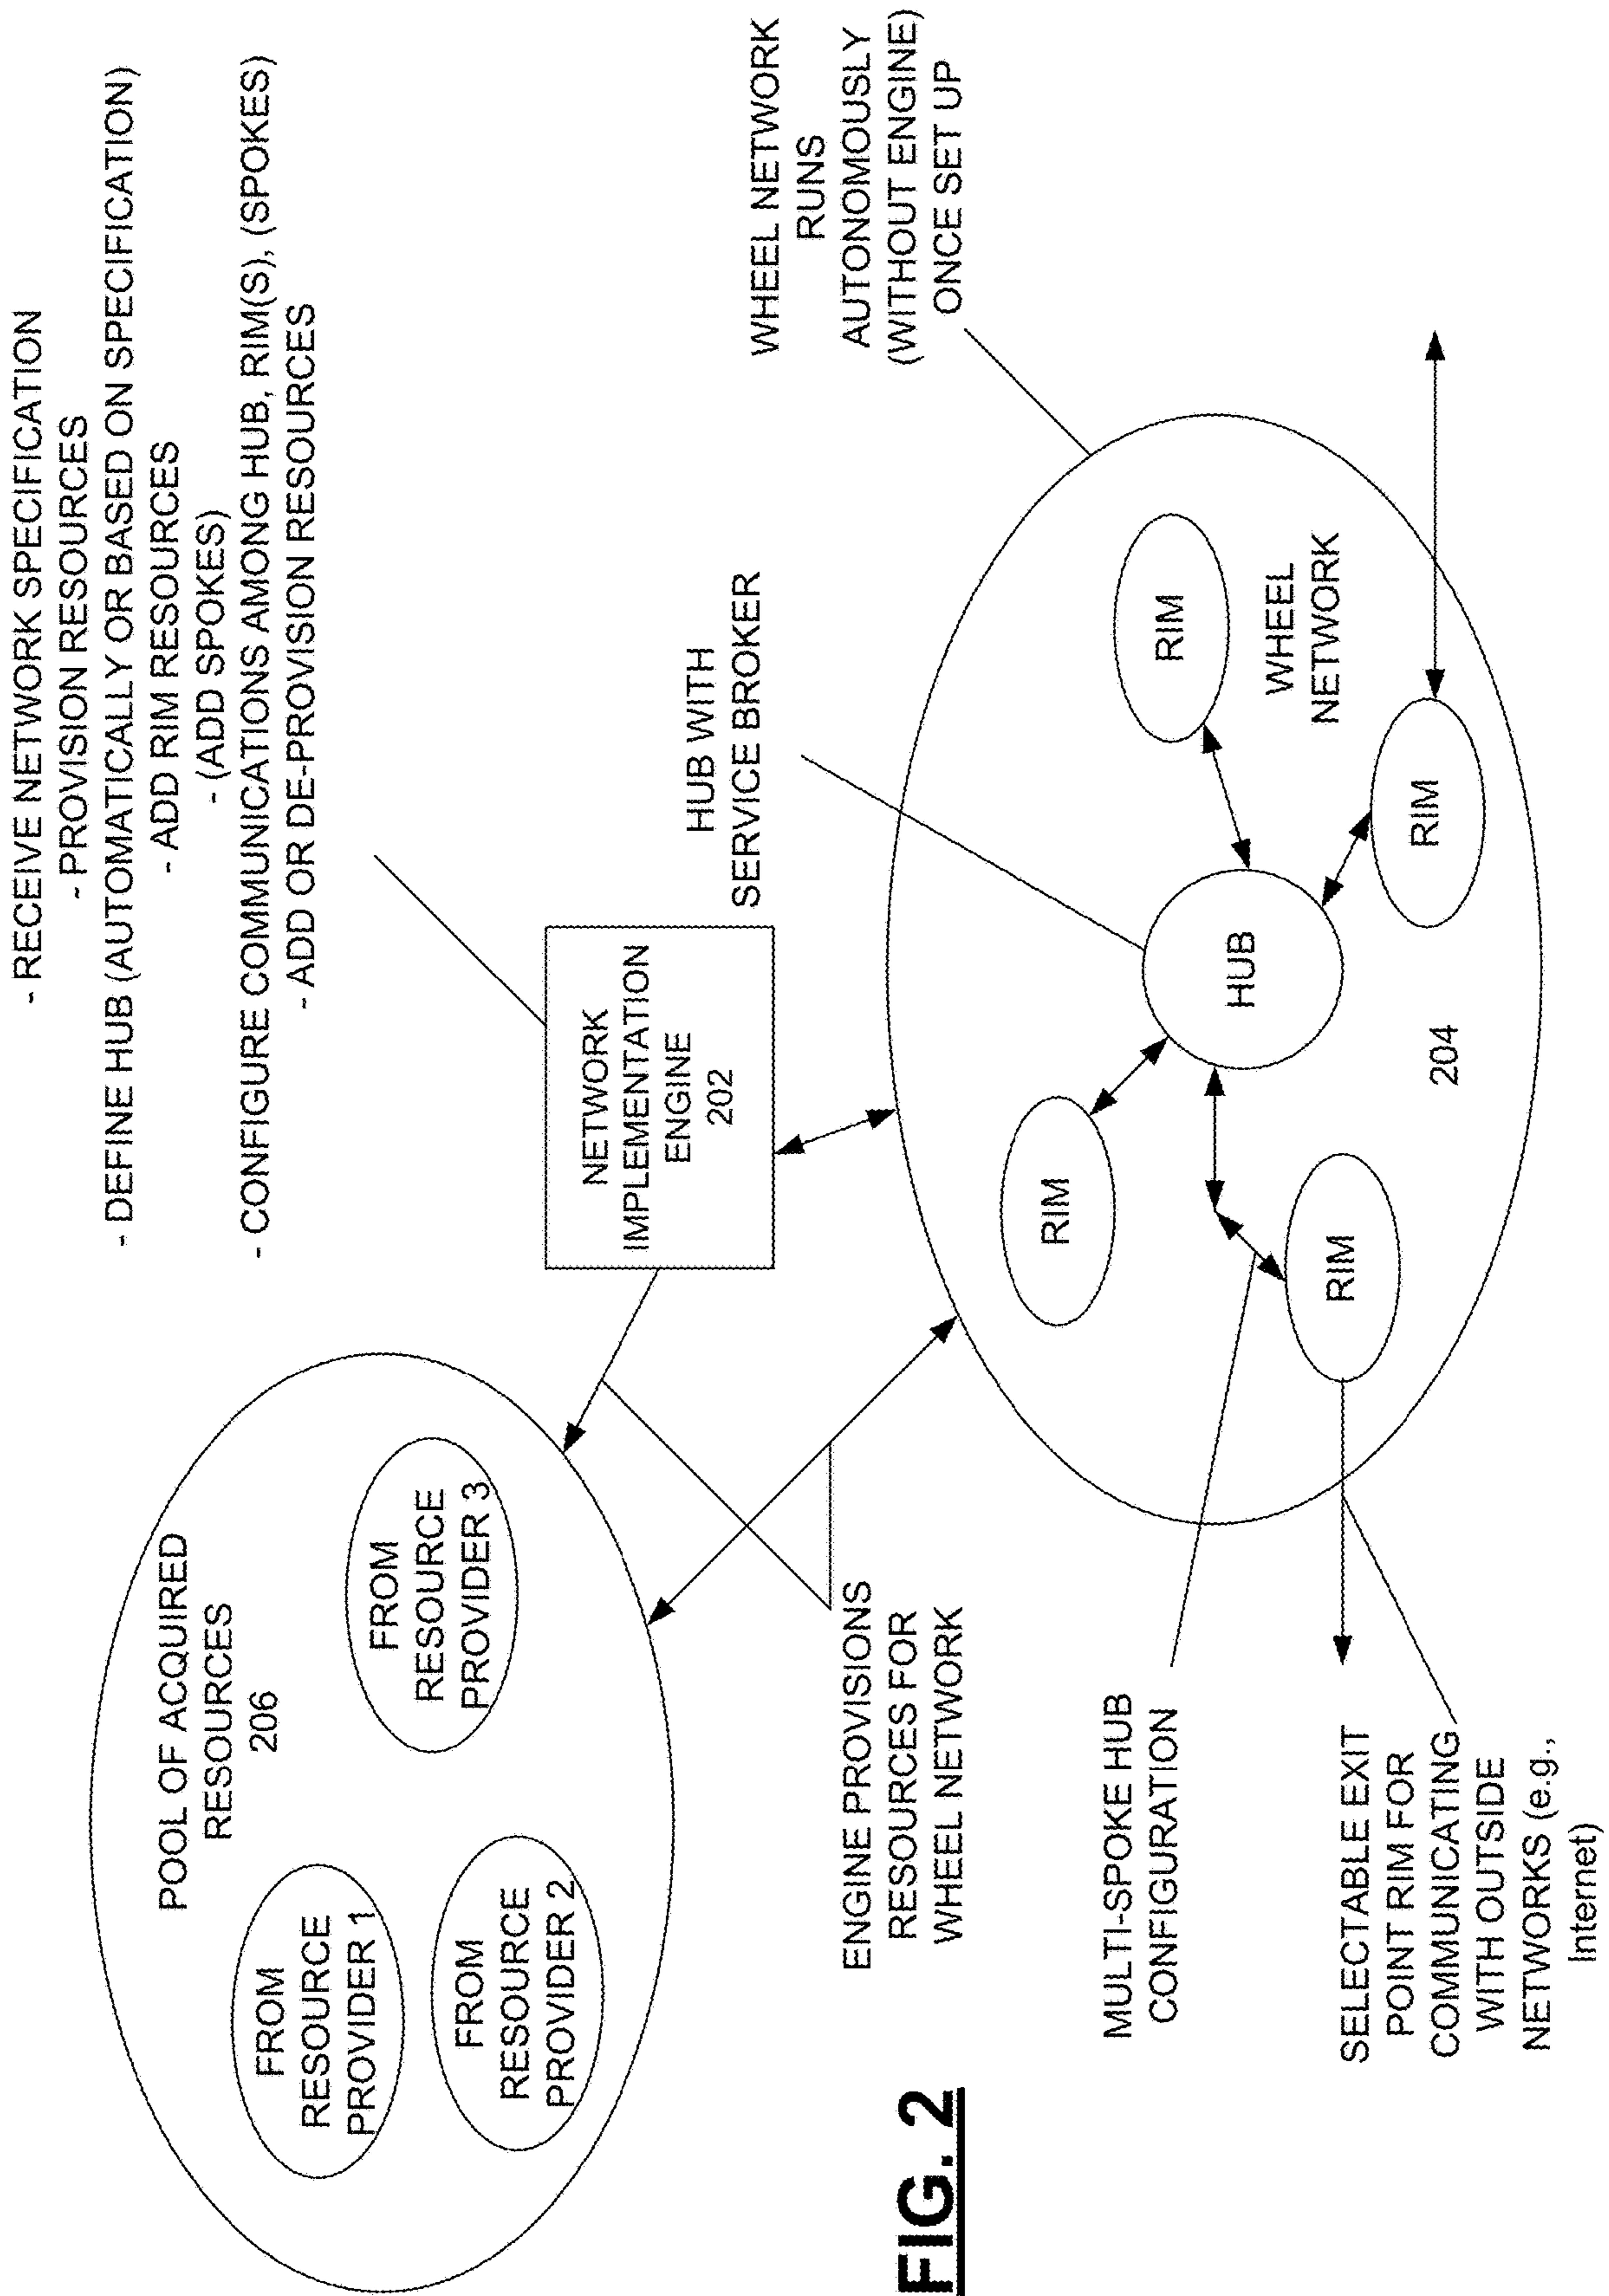 - RECEIVE NETWORK SPECIFICATION
- PROVISION RESOURCES
- DEFINE HUB (AUTOMATICALLY OR BASED ON SPECIFICATION)
- ADD RIM RESOURCES
- (ADD SPOKES)
- CONFIGURE COMMUNICATIONS AMONG HUB, RIM(S), (SPOKES)
- ADD OR DE-PROVISION RESOURCES
POOL OF ACQUIRED
RESOURCES
206
FROM
RESOURCE
PROVIDER 1
FROM
RESOURCE
PROVIDER 2
FROM
RESOURCE
PROVIDER 3
NETWORK
IMPLEMENTATION
ENGINE
202
HUB WITH
SERVICE BROKER
WHEEL NETWORK
RUNS
AUTONOMOUSLY
(WITHOUT ENGINE)
ONCE SET UP
ENGINE PROVISIONS
RESOURCES FOR
WHEEL NETWORK
RIM
RIM
HUB
WHEEL
NETWORK
RIM
RIM
204
MULTI-SPOKE HUB
CONFIGURATION
SELECTABLE EXIT
POINT RIM FOR
COMMUNICATING
WITH OUTSIDE
NETWORKS (e.g.,
Internet)
FIG. 2